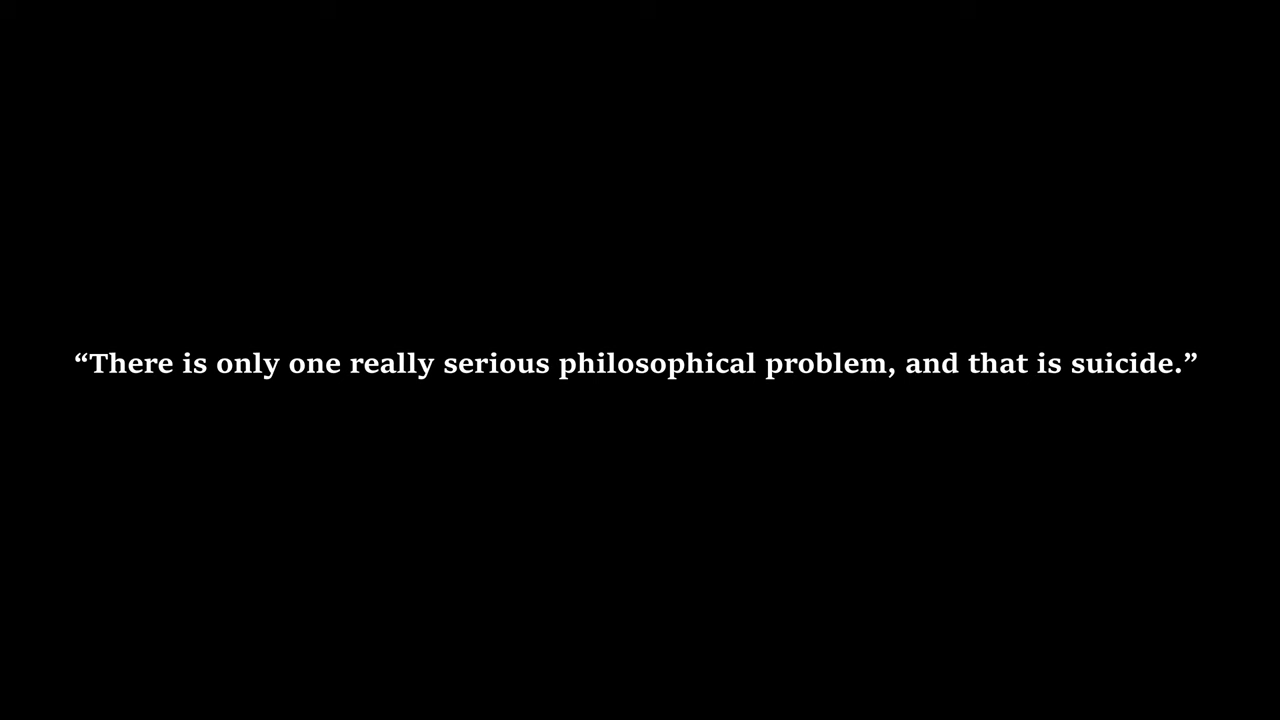 “There is only one really serious philosophical problem, and that is suicide.”